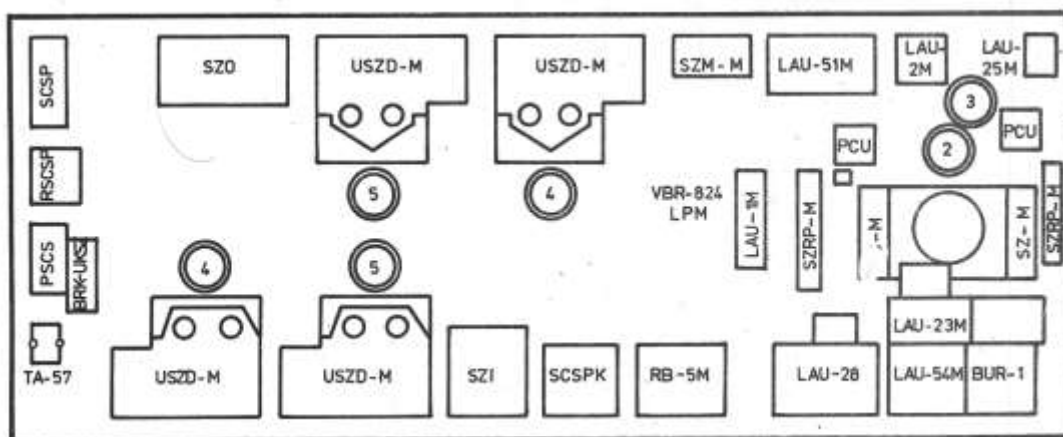 SCSP
SZO
USZD-M
USZD-M
SZM-M
LAU-51M
LAU-
2M
LAU-
25M
3
PCU
2
PCU
RSCSP
5
4
VBR-824
LPM
LAU-1M
SZRP-M
-M
SZ-M
SZRP-M
PSCS
BRK-UKSZ
4
5
TA-57
USZD-M
USZD-M
SZI
SCSPK
RB-5M
LAU-28
LAU-23M
LAU-54M
BUR-1